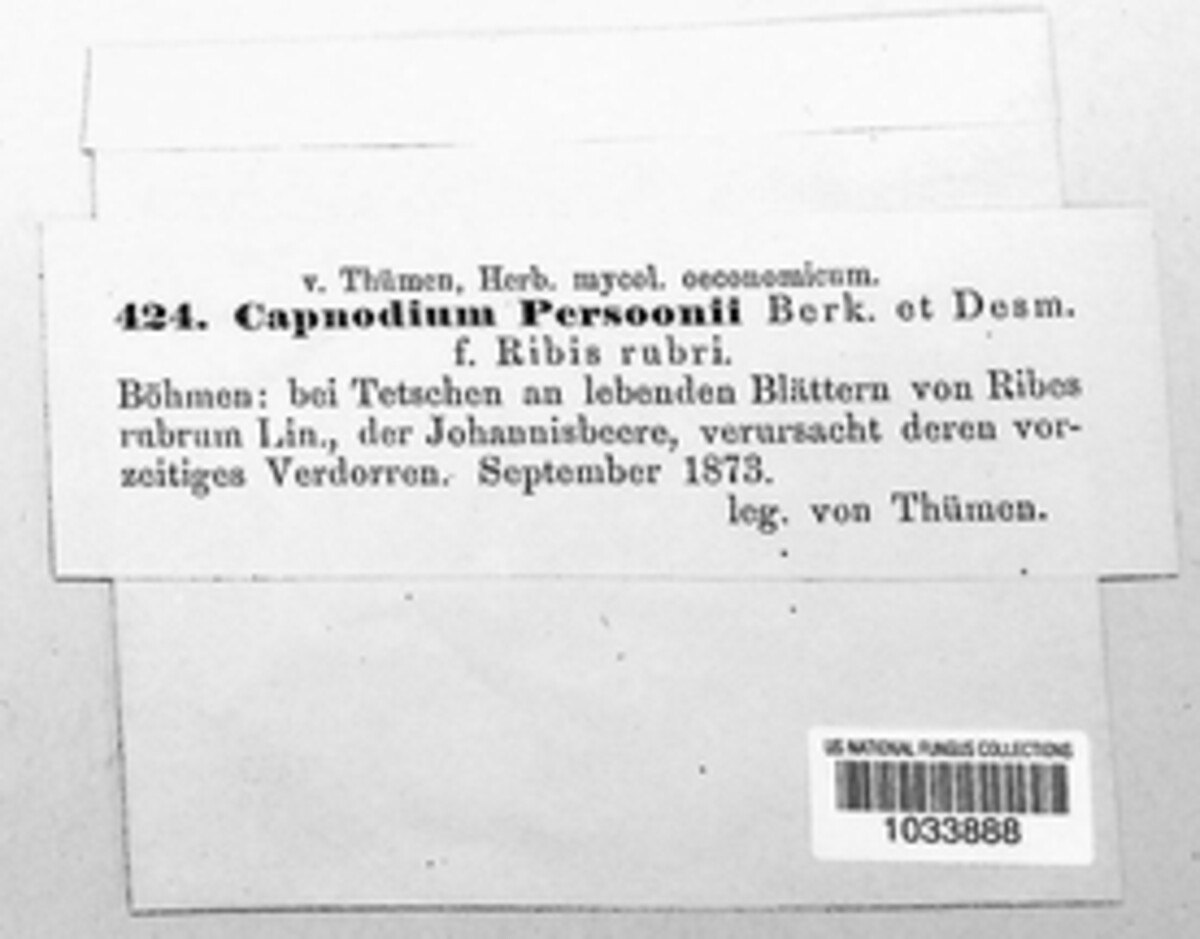 v. Thümen, Herb. mycol. oeconomicum.
424. Capnodium Persoonii Berk. et Desm.
f. Ribis rubri.
Böhmen: bei Tetschen an lebenden Blättern von Ribes
rubrum Lin., der Johannisbeere, verursacht deren vor-
zeitiges Verdorren. September 1873.
leg. von Thümen.
US NATIONAL FUNGUS COLLECTIONS
1033888